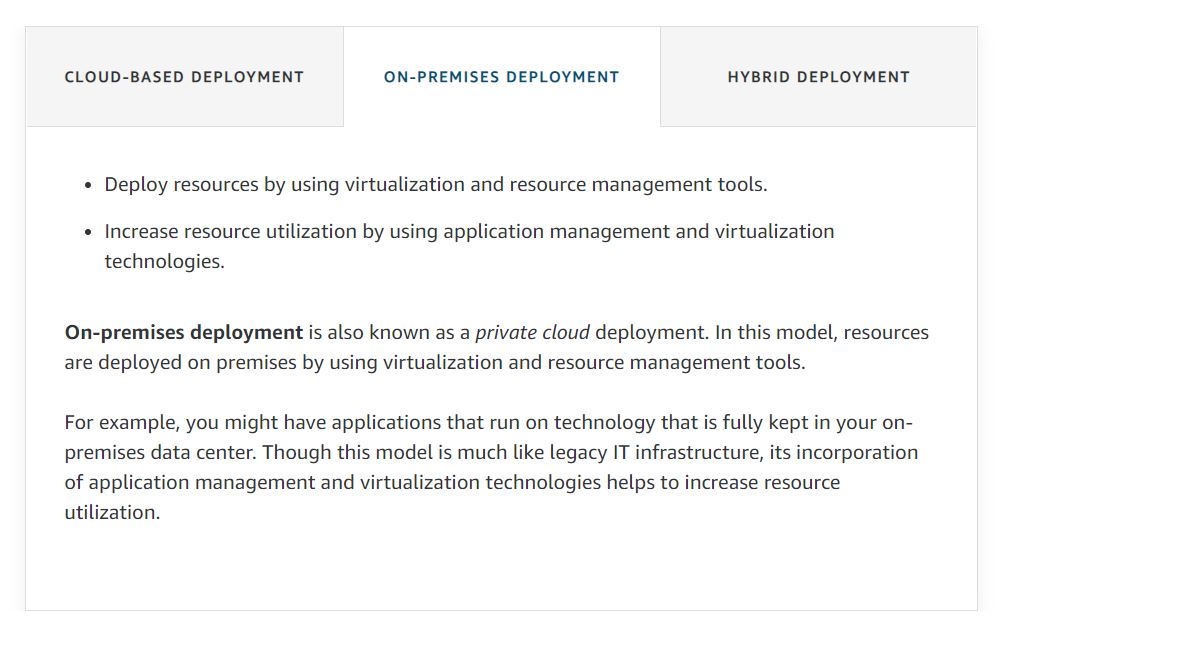 CLOUD-BASED DEPLOYMENT
ON-PREMISES DEPLOYMENT
HYBRID DEPLOYMENT
• Deploy resources by using virtualization and resource management tools.
• Increase resource utilization by using application management and virtualization
technologies.
On-premises deployment is also known as a private cloud deployment. In this model, resources
are deployed on premises by using virtualization and resource management tools.
For example, you might have applications that run on technology that is fully kept in your on-
premises data center. Though this model is much like legacy IT infrastructure, its incorporation
of application management and virtualization technologies helps to increase resource
utilization.